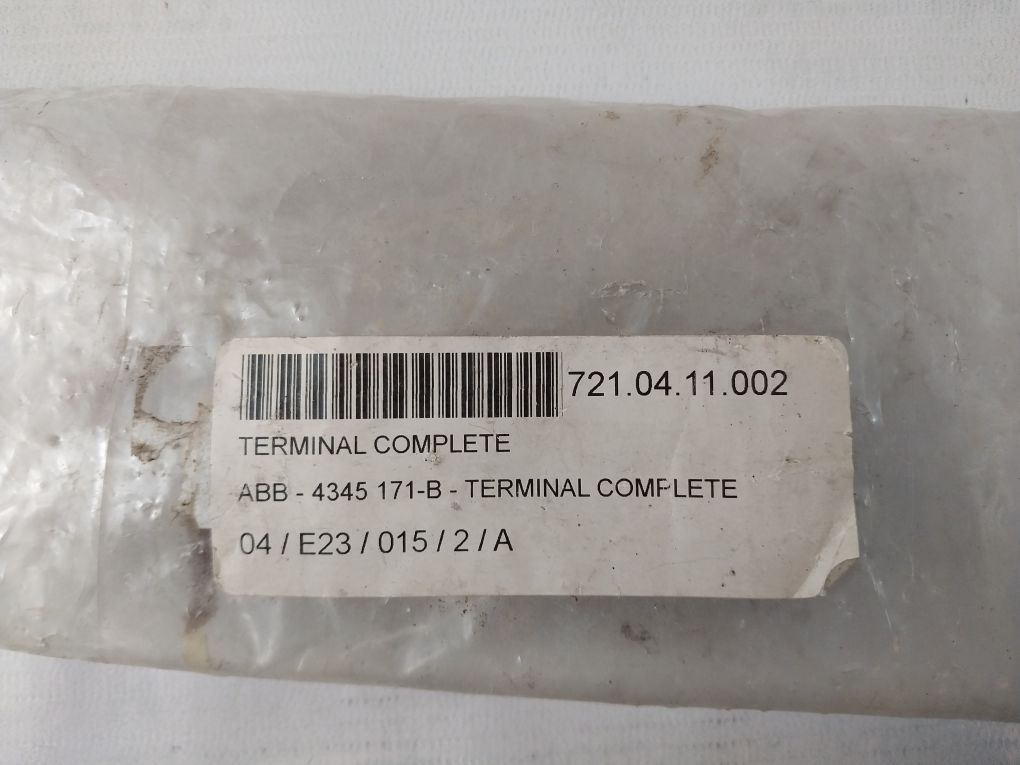 721.04.11.002
TERMINAL COMPLETE
ABB - 4345 171-B - TERMINAL COMPLETE
04 / E23 / 015 / 2 / A